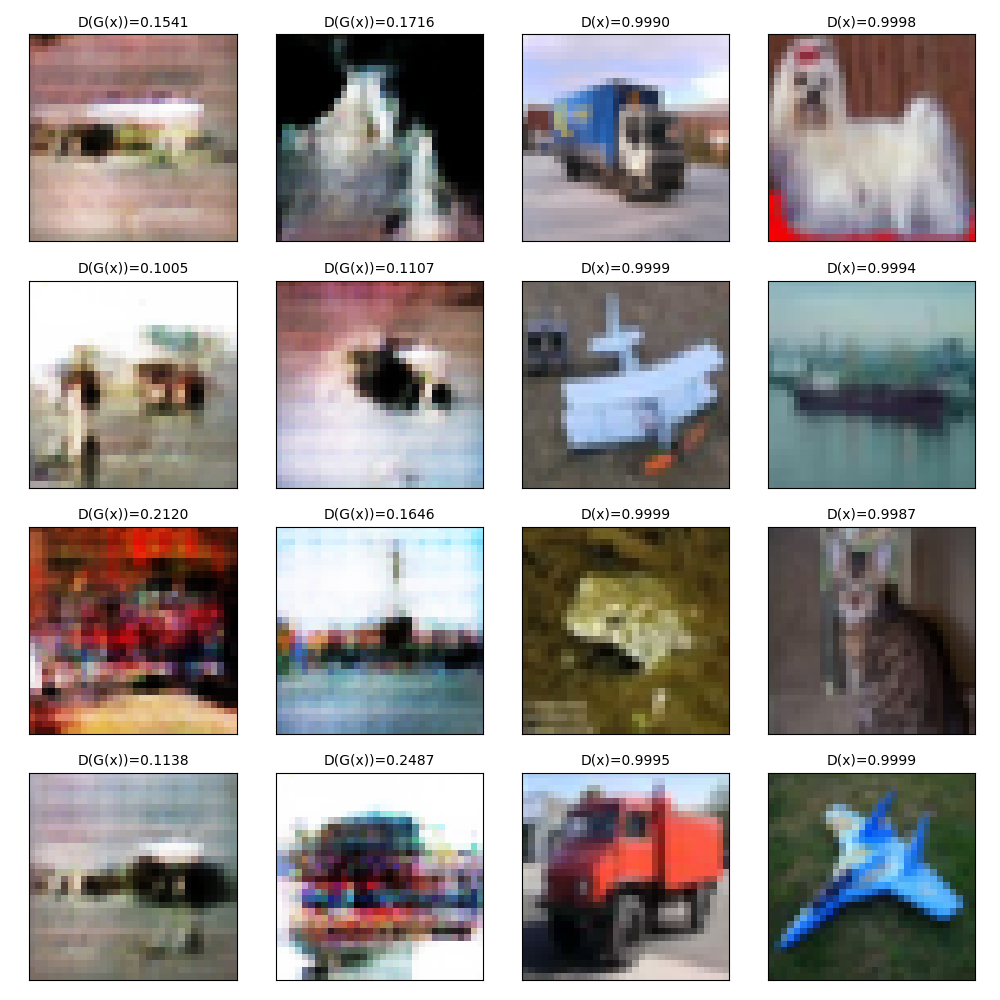 D(G(x))=0.1541
D(G(x))=0.1716
D(x)=0.9990
D(x)=0.9998
D(G(x))=0.1005
D(G(x))=0.1107
D(x)=0.9999
D(x)=0.9994
D(G(x))=0.2120
D(G(x))=0.1646
D(x)=0.9999
D(x)=0.9987
D(G(x))=0.1138
D(G(x))=0.2487
D(x)=0.9995
D(x)=0.9999